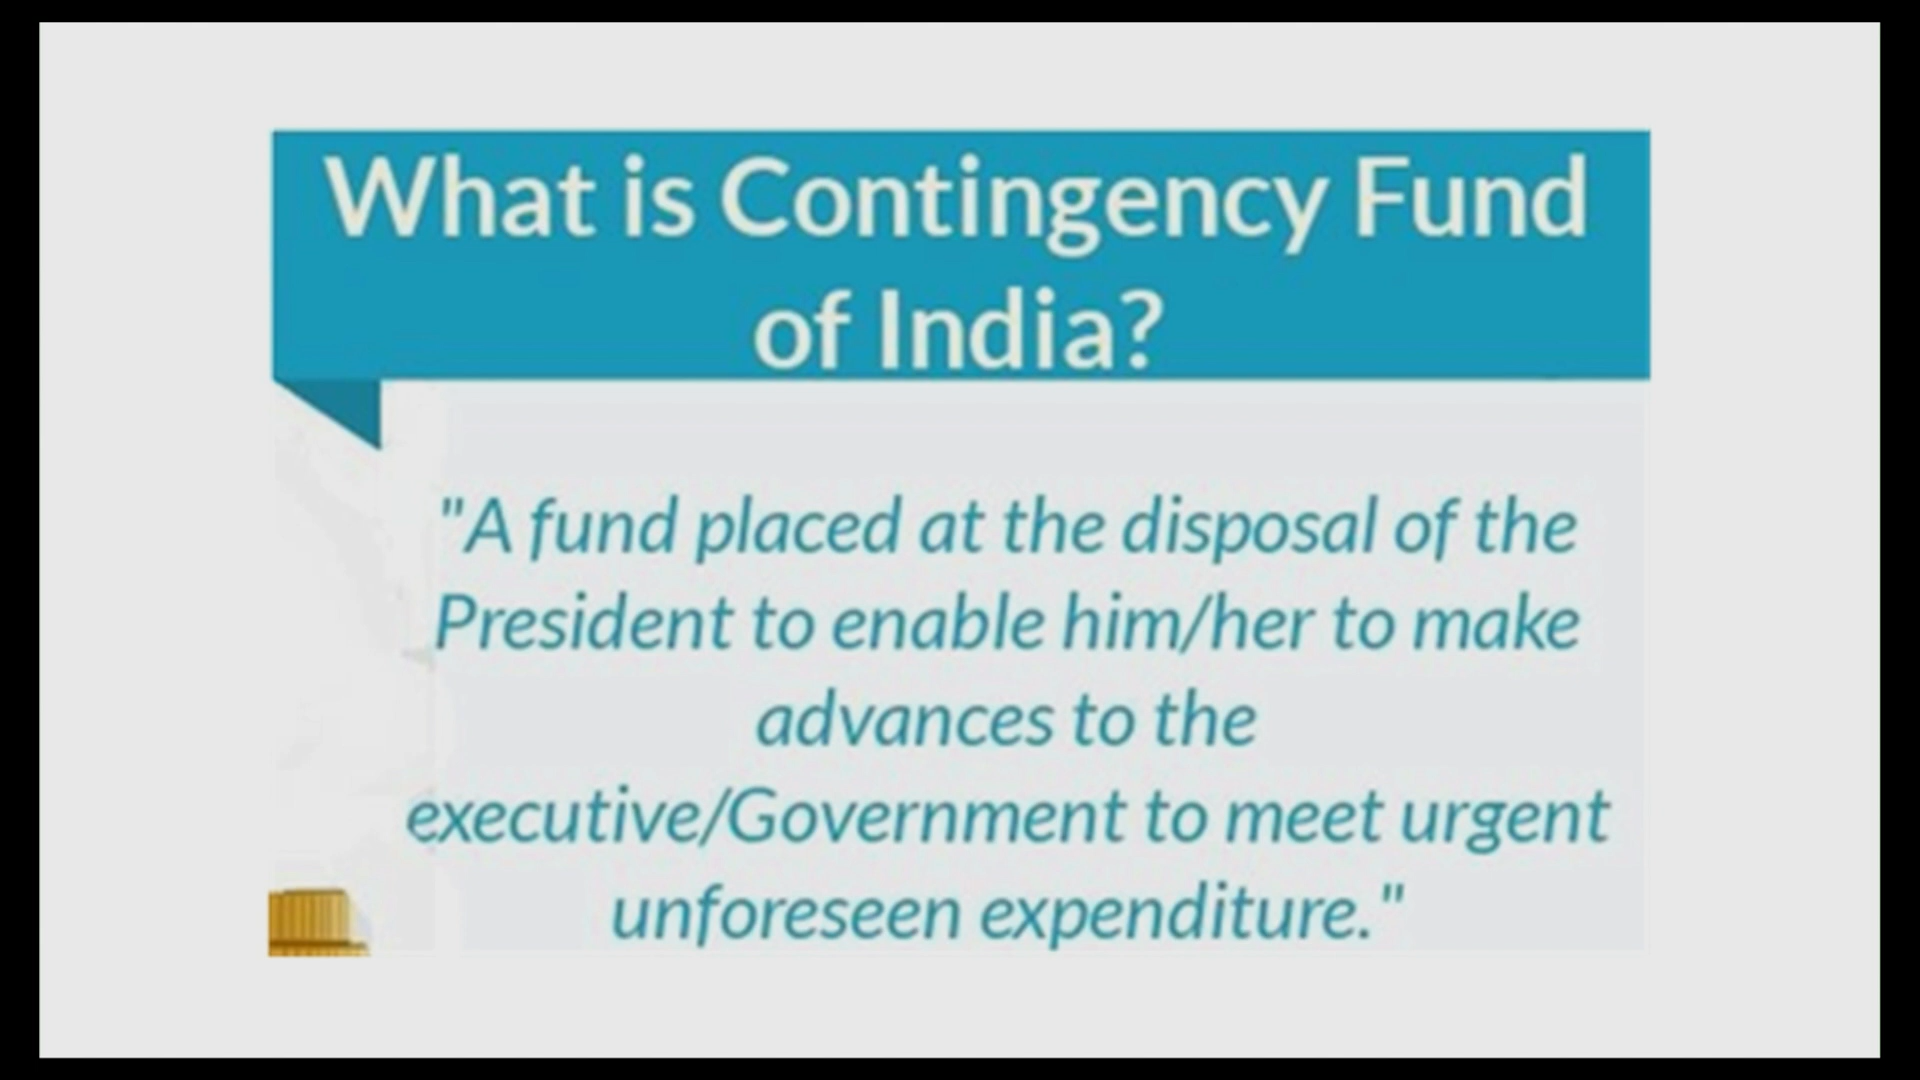 What is Contingency Fund
of India?
"A fund placed at the disposal of the
President to enable him/her to make
advances to the
executive/Government to meet urgent
unforeseen expenditure."